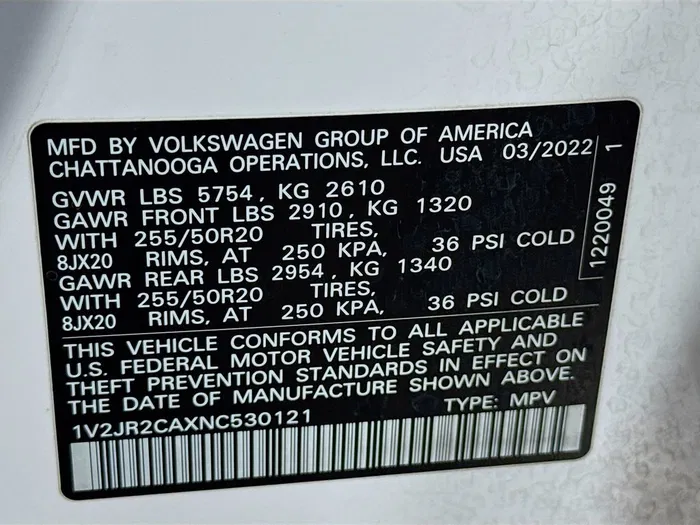 MFD BY VOLKSWAGEN GROUP OF AMERICA
CHATTANOOGA OPERATIONS, LLC. USA 03/2022
GVWR LBS 5754, KG 2610
GAWR FRONT LBS 2910, KG 1320
WITH 255/50R20 TIRES,
8JX20 RIMS, AT 250 KPA, 36 PSI COLD
GAWR REAR LBS 2954, KG 1340
WITH 255/50R20 TIRES,
8JX20 RIMS, AT 250 KPA, 36 PSI COLD
THIS VEHICLE CONFORMS TO ALL APPLICABLE
U.S. FEDERAL MOTOR VEHICLE SAFETY AND
THEFT PREVENTION STANDARDS IN EFFECT ON
THE DATE OF MANUFACTURE SHOWN ABOVE.
1V2JR2CAXNC530121 TYPE: MPV
1220049 1